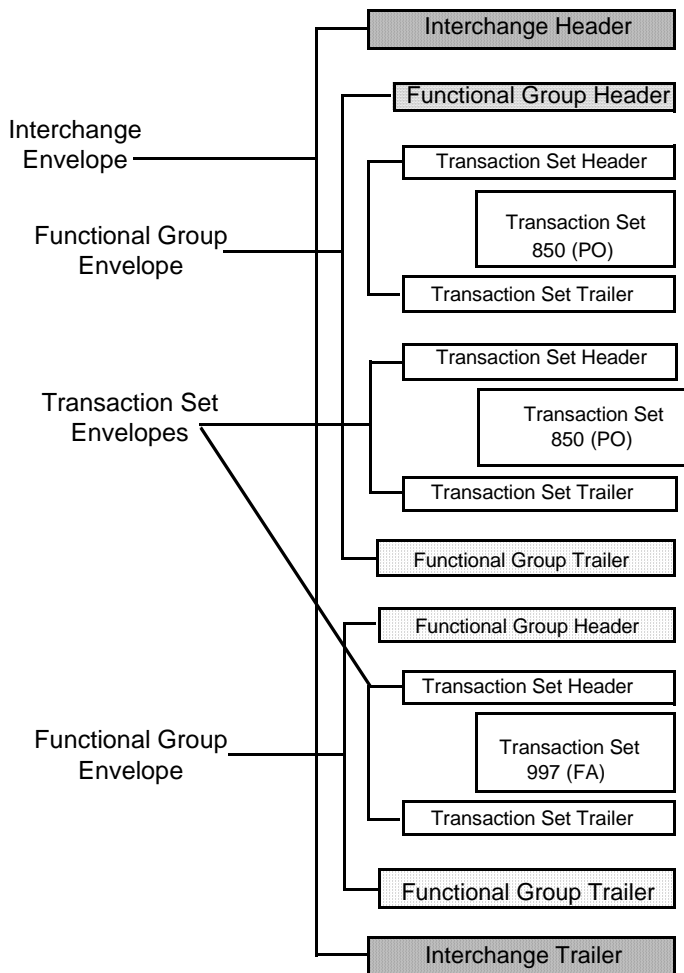 Interchange Header
Functional Group Header
Interchange
Envelope
Transaction Set Header
Transaction Set
850 (PO)
Functional Group
Envelope
Transaction Set Trailer
Transaction Set Header
Transaction Set
Envelopes
Transaction Set
850 (PO)
Transaction Set Trailer
Functional Group Trailer
Functional Group Header
Transaction Set Header
Functional Group
Envelope
Transaction Set
997 (FA)
Transaction Set Trailer
Functional Group Trailer
Interchange Trailer